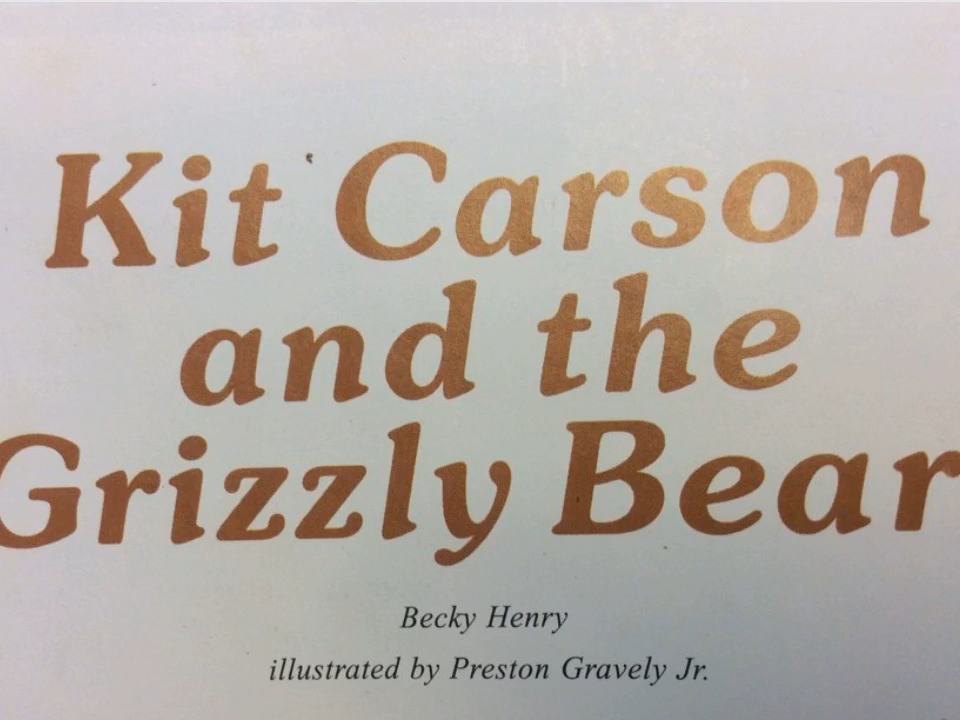 Kit Carson
and the
Grizzly Bear
Becky Henry
illustrated by Preston Gravely Jr.